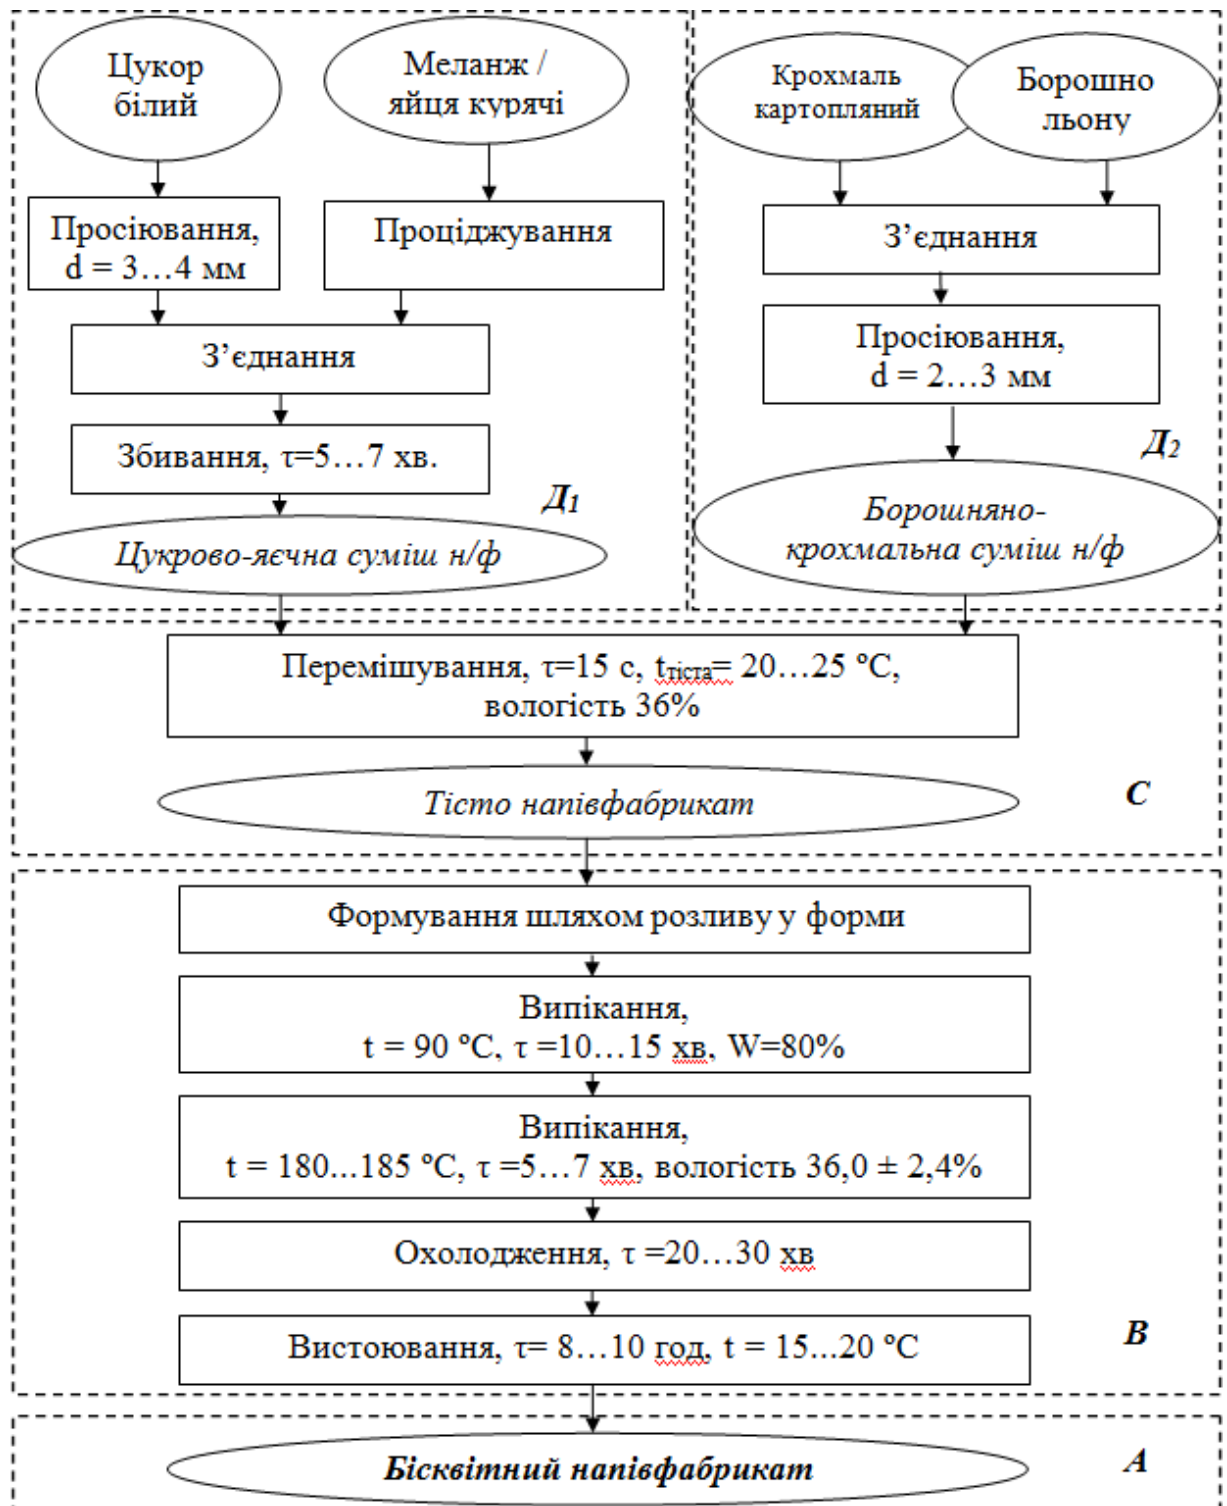 Цукор
білий
Меланж /
яйця курячі
Крохмаль
картопляний
Борошно
льону
Просіювання,
d = 3…4 мм
Проціджування
З’єднання
З’єднання
Просіювання,
d = 2…3 мм
Збивання, τ=5…7 хв.
Д1
Д2
Цукрово-яєчна суміш н/ф
Борошняно-
крохмальна суміш н/ф
Перемішування, τ=15 с, tтіста= 20…25 °С,
вологість 36%
Тісто напівфабрикат
С
Формування шляхом розливу у форми
Випікання,
t = 90 °С, τ =10…15 хв, W=80%
Випікання,
t = 180...185 °С, τ =5…7 хв, вологість 36,0 ± 2,4%
Охолодження, τ =20…30 хв
Вистоювання, τ= 8…10 год, t = 15...20 °С
В
Бісквітний напівфабрикат
А